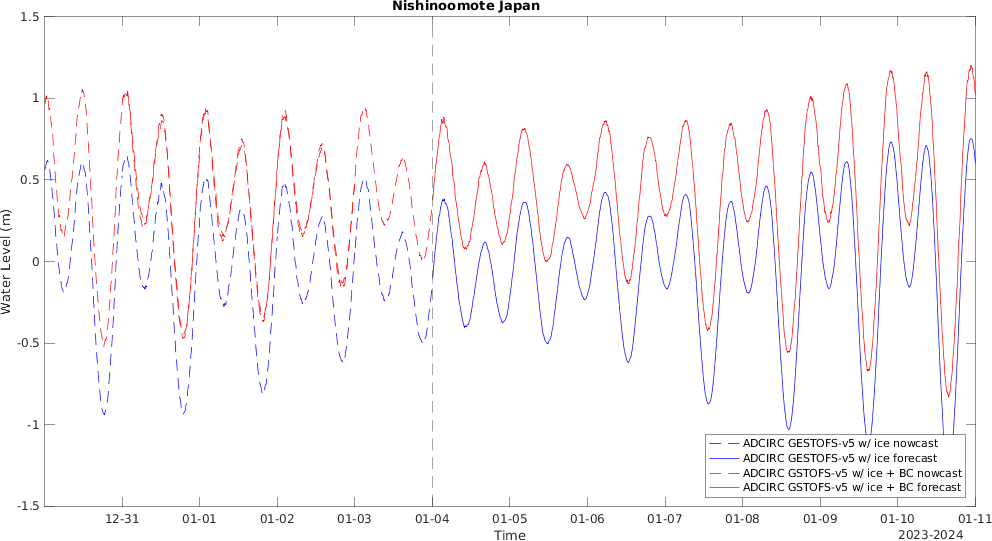 Nishinoomote Japan
1.5
1
0.5
0
-0.5
-1
-1.5
Water Level (m)
ADCIRC GESTOFS-v5 w/ ice nowcast
ADCIRC GESTOFS-v5 w/ ice forecast
ADCIRC GSTOFS-v5 w/ ice + BC nowcast
ADCIRC GSTOFS-v5 w/ ice + BC forecast
12-31 01-01 01-02 01-03 01-04 01-05 01-06 01-07 01-08 01-09 01-10 01-11
Time
2023-2024